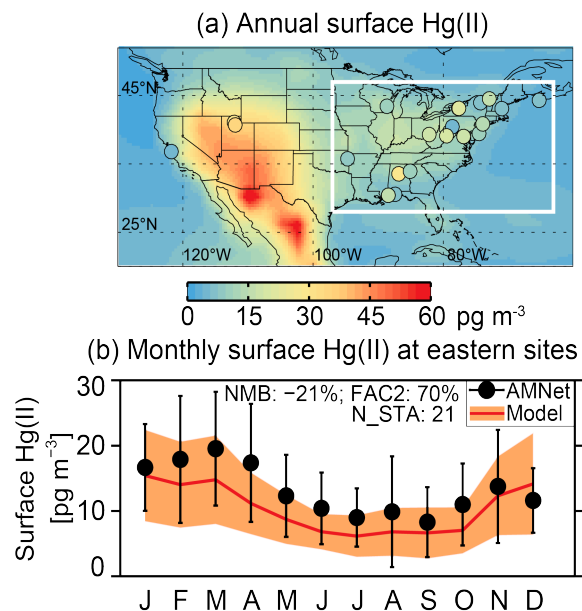 (a) Annual surface Hg(II)
45°N
25°N
120°W 100°W 80°W
0 15 30 45 60 pg m⁻³
(b) Monthly surface Hg(II) at eastern sites
Surface Hg(II)
[pg m⁻³]
30
20
10
0
NMB: −21%; FAC2: 70%
N_STA: 21
AMNet
Model
J F M A M J J A S O N D